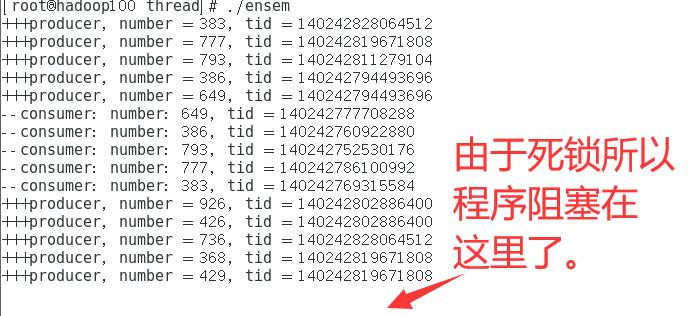 [root@hadoop100 thread]# ./ensem
+++producer, number = 383, tid = 140242828064512
+++producer, number = 777, tid = 140242819671808
+++producer, number = 793, tid = 140242811279104
+++producer, number = 386, tid = 140242794493696
+++producer, number = 649, tid = 140242794493696
--consumer: number: 649, tid = 140242777708288
--consumer: number: 386, tid = 140242760922880
--consumer: number: 793, tid = 140242752530176
--consumer: number: 777, tid = 140242786100992
--consumer: number: 383, tid = 140242769315584
+++producer, number = 926, tid = 140242802886400
+++producer, number = 426, tid = 140242802886400
+++producer, number = 736, tid = 140242828064512
+++producer, number = 368, tid = 140242819671808
+++producer, number = 429, tid = 140242819671808
由于死锁所以
程序阻塞在
这里了。